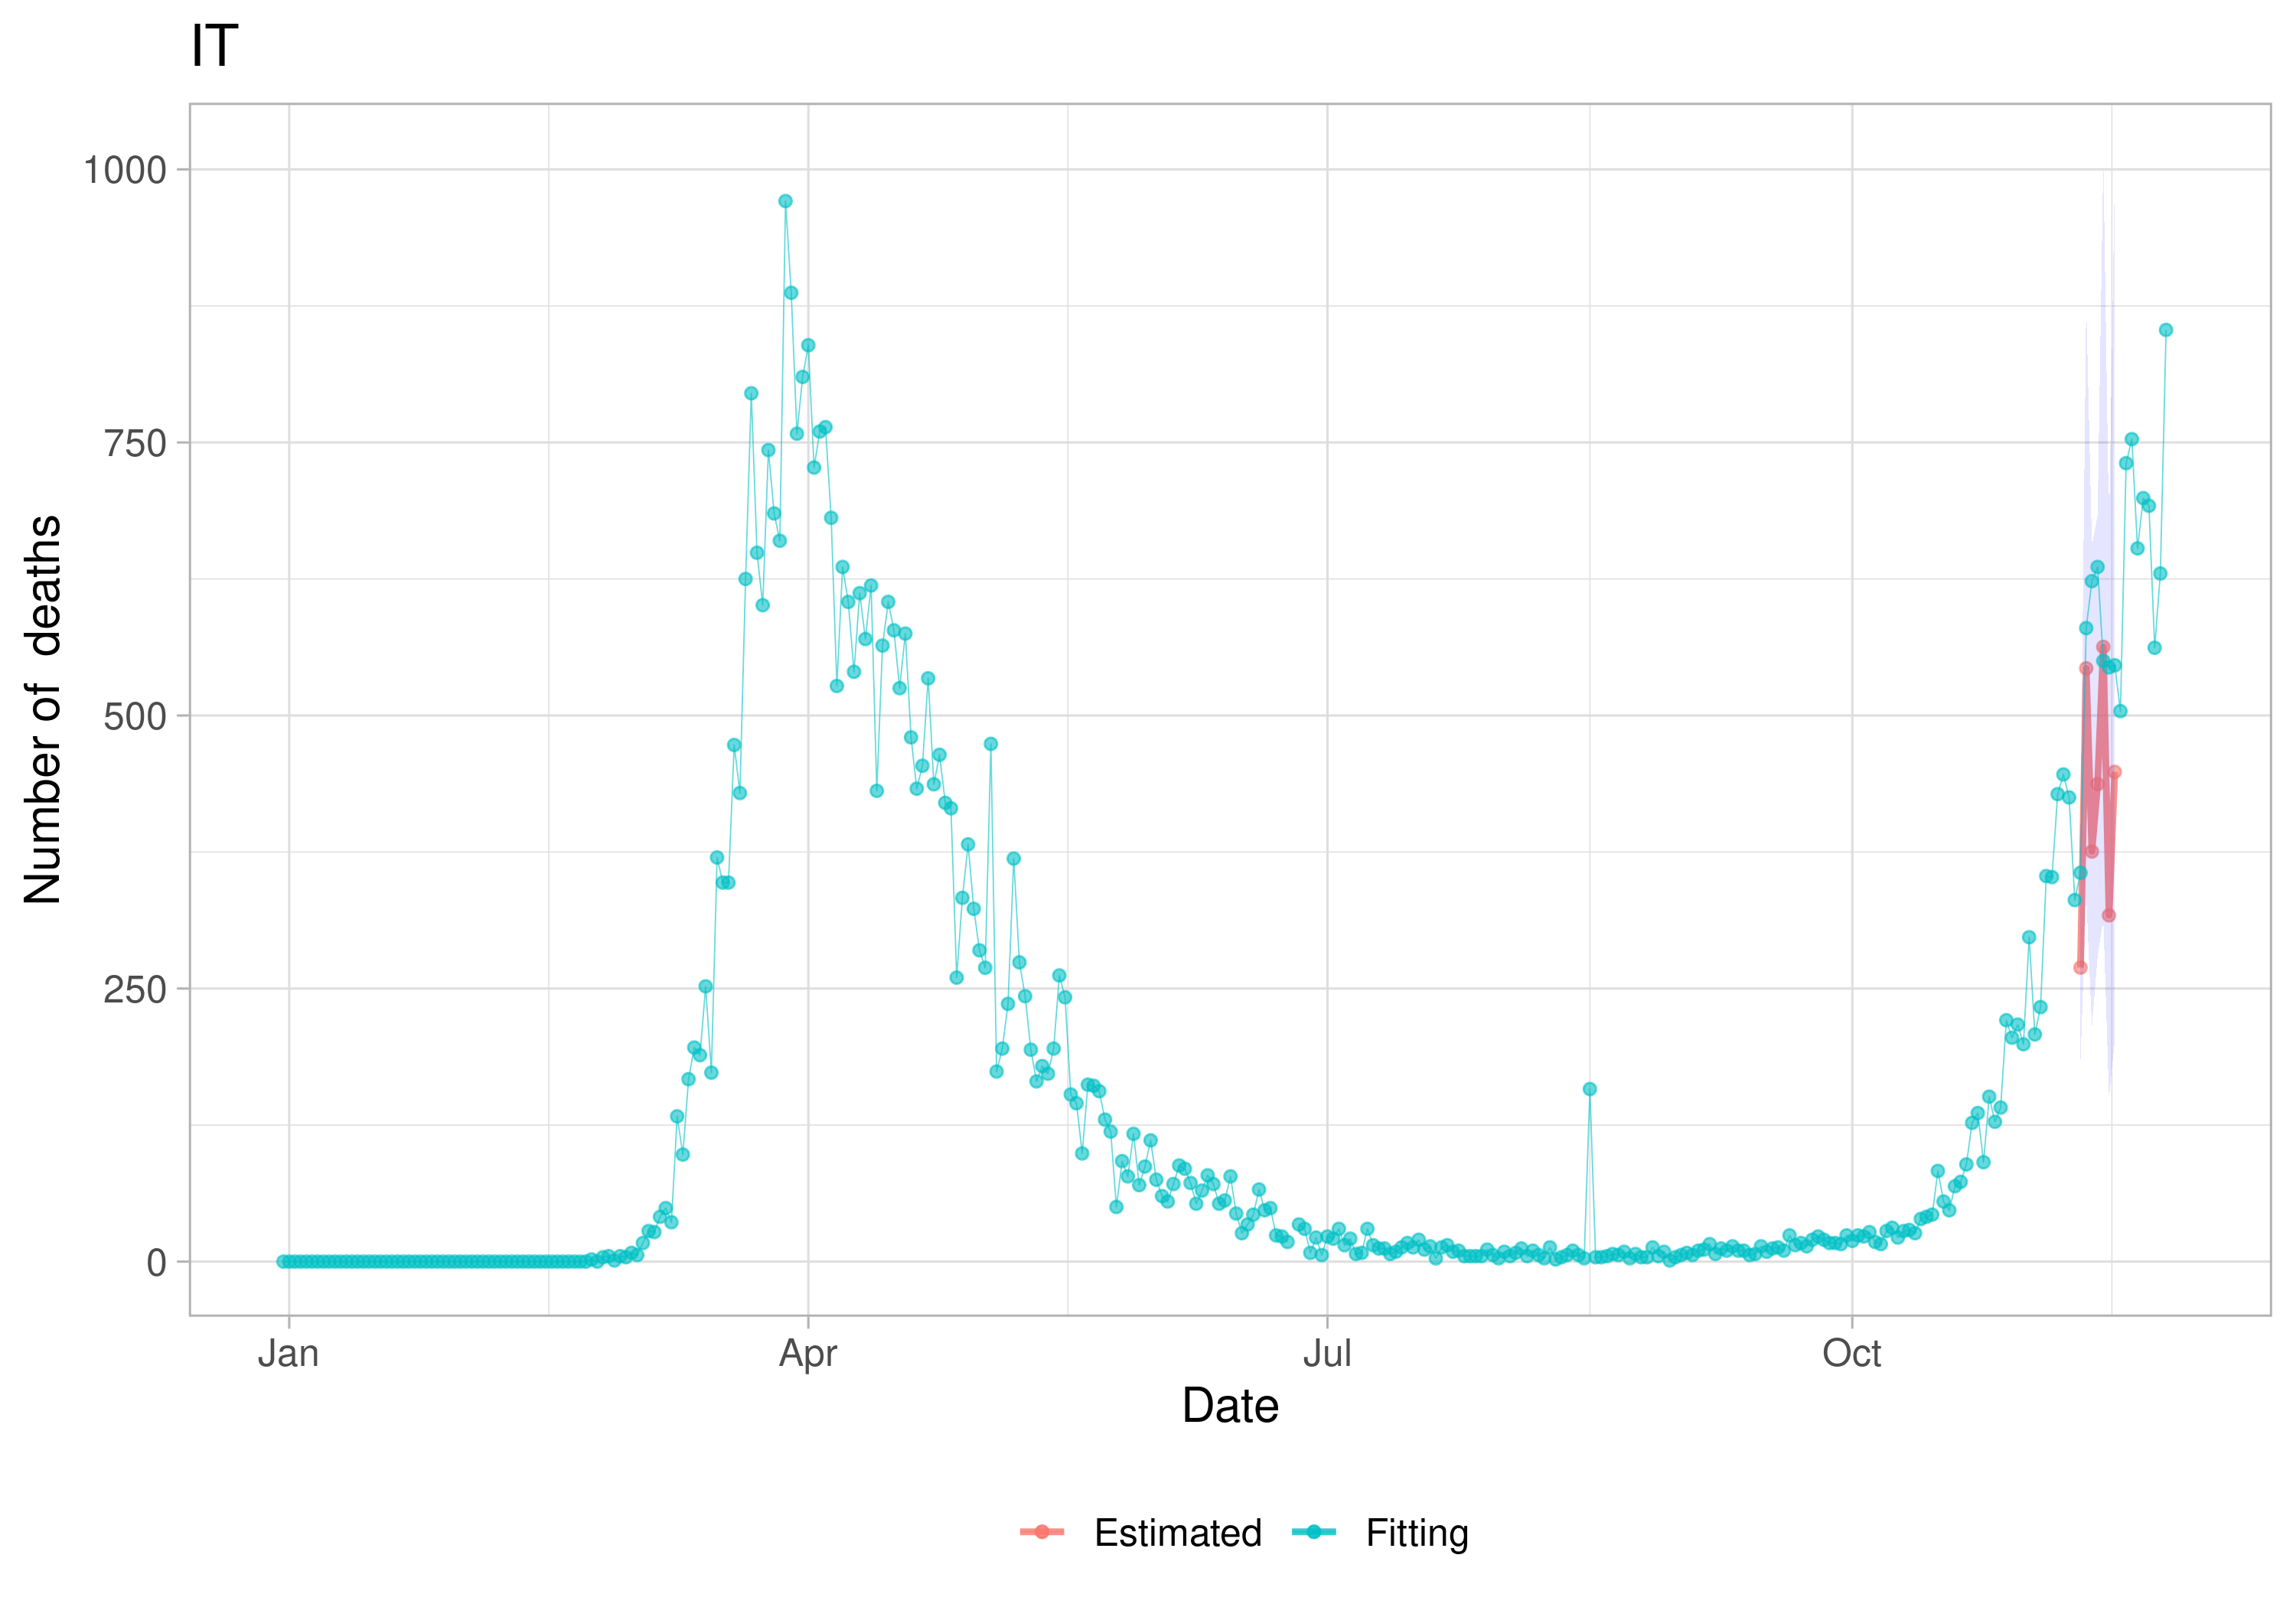 IT
1000
750
500
250
0
Number of deaths
Jan Apr Jul Oct
Date
Estimated Fitting